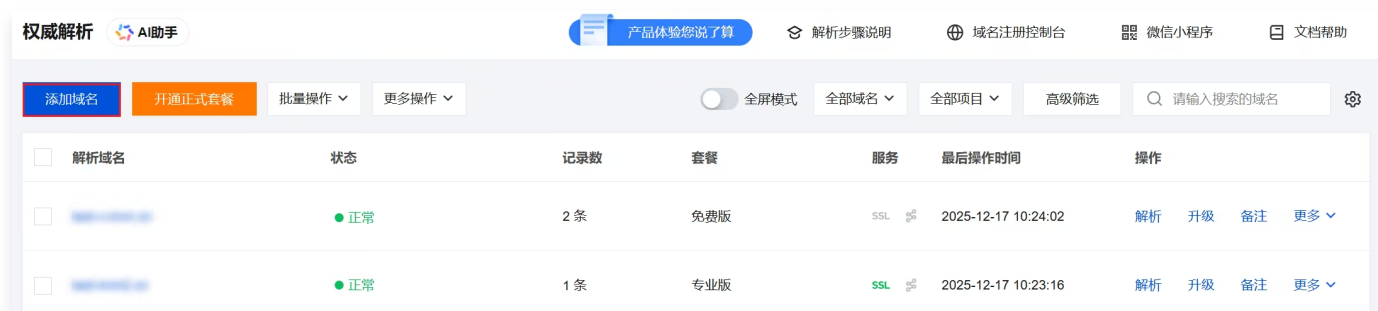 权威解析 AI助手 产品体验您说了算 解析步骤说明 域名注册控制台 微信小程序 文档帮助
添加域名 开通正式套餐 批量操作 更多操作 全屏模式 全部域名 全部项目 高级筛选 请输入搜索的域名
解析域名 状态 记录数 套餐 服务 最后操作时间 操作
正常 2 条 免费版 SSL 2025-12-17 10:24:02 解析 升级 备注 更多
正常 1 条 专业版 SSL 2025-12-17 10:23:16 解析 升级 备注 更多